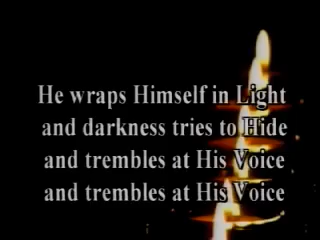 He wraps Himself in Light
and darkness tries to Hide
and trembles at His Voice
and trembles at His Voice